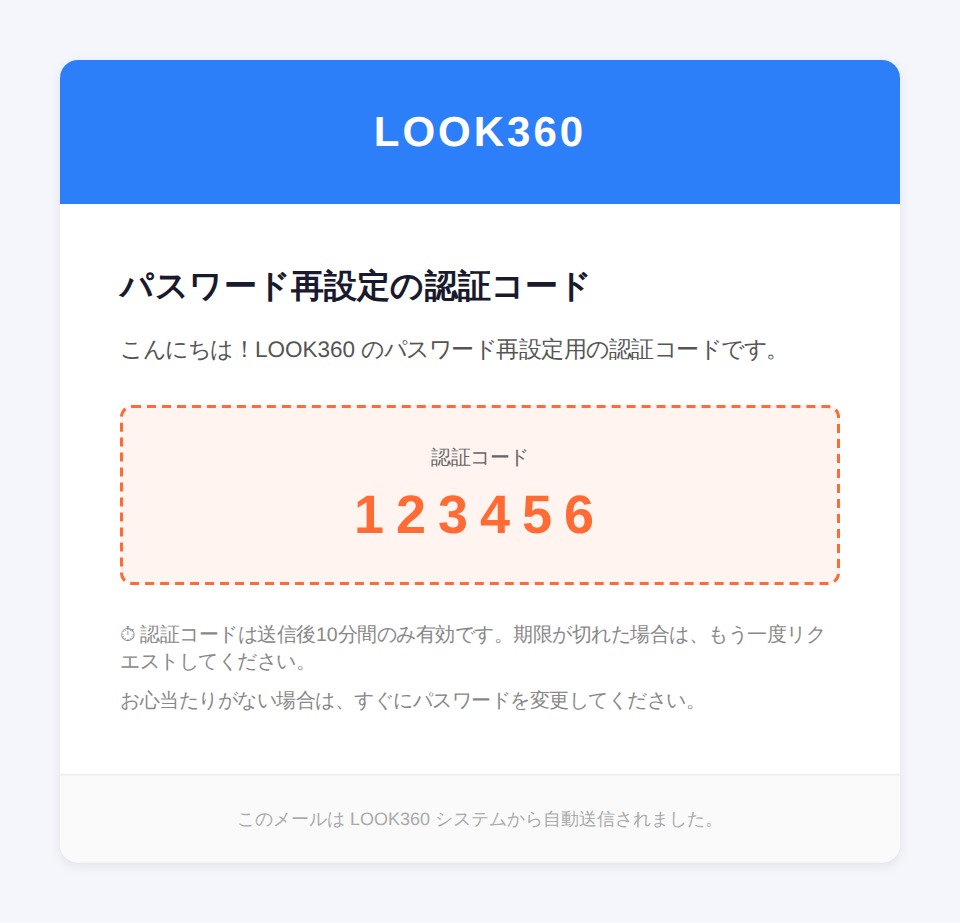 LOOK360
パスワード再設定の認証コード
こんにちは！LOOK360 のパスワード再設定用の認証コードです。
認証コード
123456
⏱ 認証コードは送信後10分間のみ有効です。期限が切れた場合は、もう一度リク
エストしてください。
お心当たりがない場合は、すぐにパスワードを変更してください。
このメールは LOOK360 システムから自動送信されました。